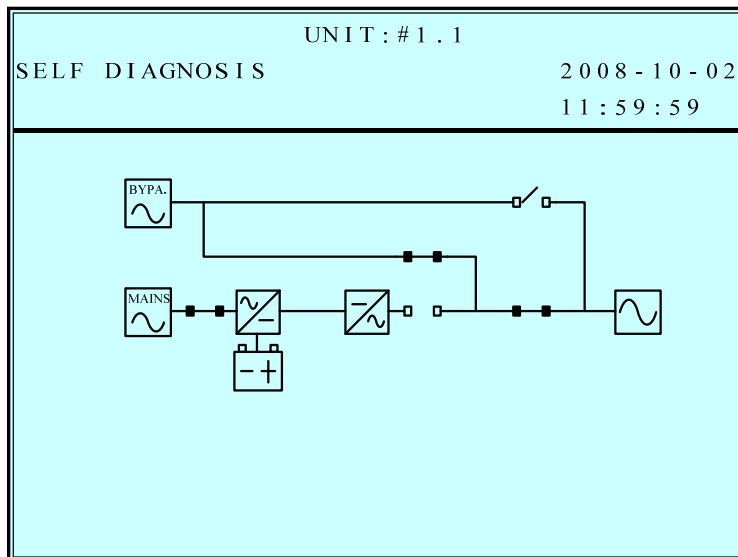 UNIT:#1.1
SELF DIAGNOSIS
2008-10-02
11:59:59
BYPA.
MAINS